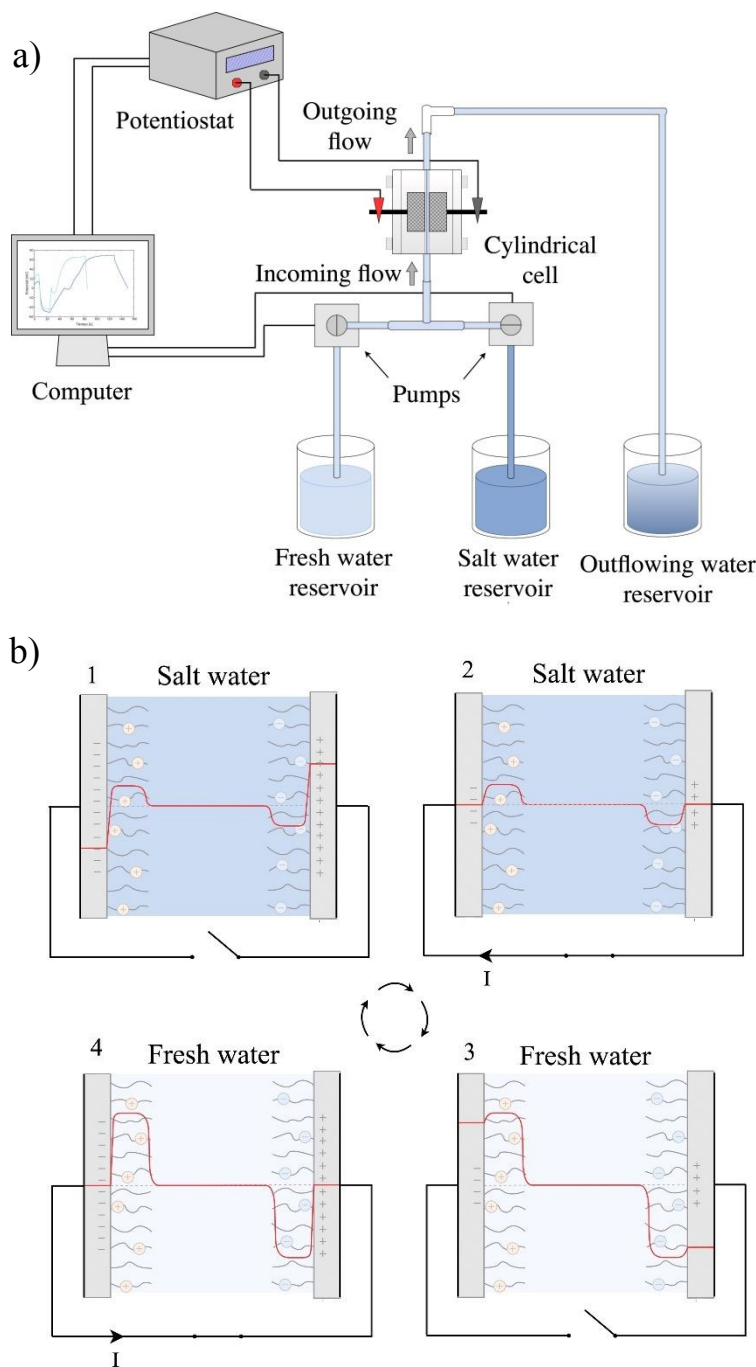 a)
Potentiostat
Outgoing
flow
Cylindrical
cell
Incoming flow
Computer
Pumps
Fresh water
reservoir
Salt water
reservoir
Outflowing water
reservoir
b)
1
Salt water
2
Salt water
I
4
Fresh water
3
Fresh water
I